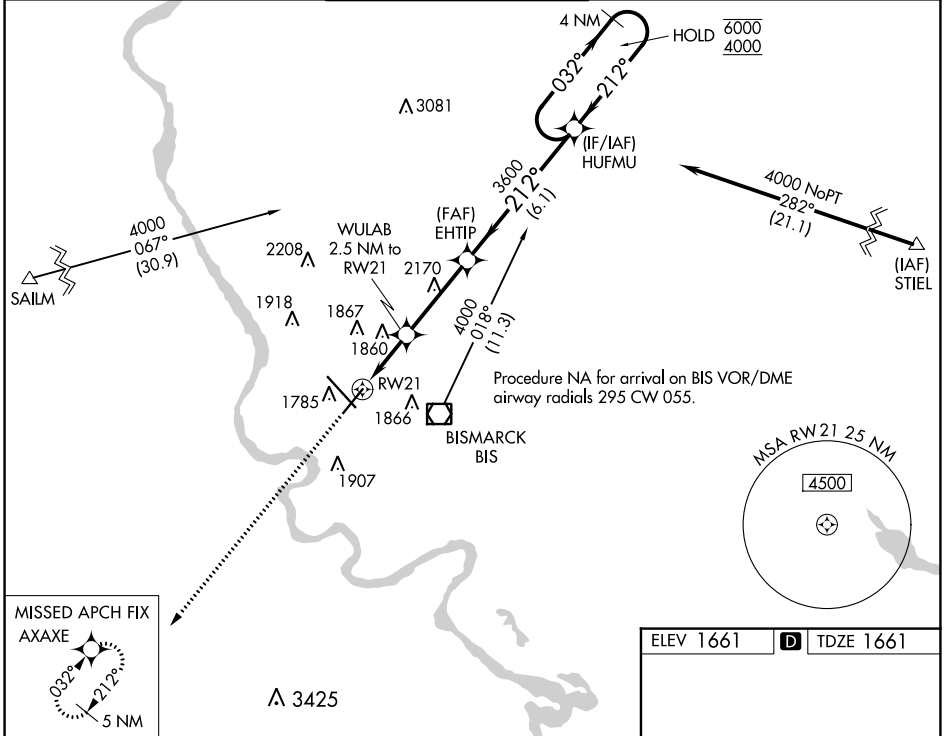 4 NM
HOLD 6000
4000
032°
212°
3081
(IF/IAF)
HUFMU
3600
212°
(6.1)
4000 NoPT
282°
(21.1)
(IAF)
STIEL
4000
067°
(30.9)
SAILM
WULAB
2.5 NM to
RW21
(FAF)
EHTIP
2208
2170
1918
1867
1860
4000
018°
(11.3)
RW21
1785
1866
Procedure NA for arrival on BIS VOR/DME
airway radials 295 CW 055.
BISMARCK
BIS
1907
MSA RW 21 25 NM
4500
MISSED APCH FIX
AXAXE
032°
212°
5 NM
3425
ELEV 1661 D TDZE 1661